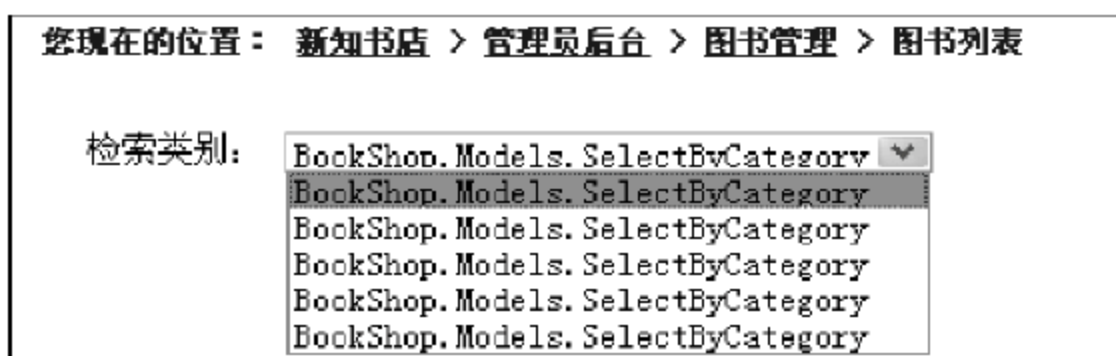 您现在的位置： 新知书店 > 管理员后台 > 图书管理 > 图书列表
检索类别： BookShop.Models.SelectByCategory
BookShop.Models.SelectByCategory
BookShop.Models.SelectByCategory
BookShop.Models.SelectByCategory
BookShop.Models.SelectByCategory
BookShop.Models.SelectByCategory